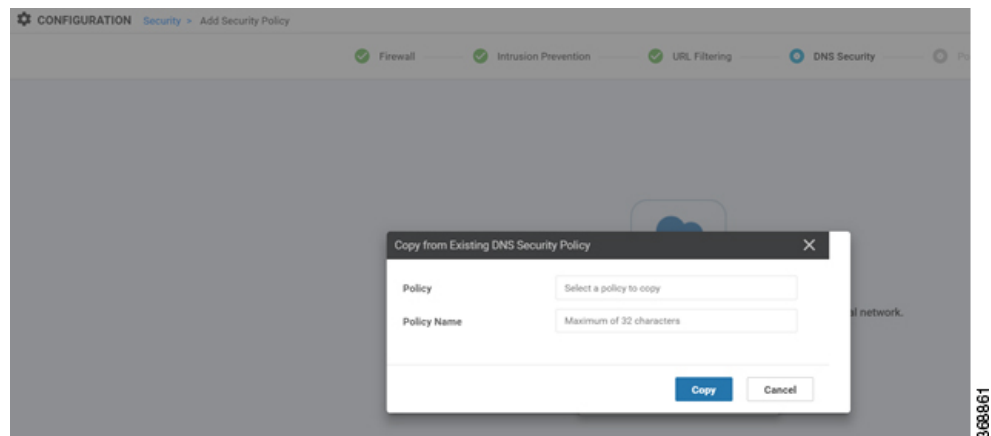 CONFIGURATION Security > Add Security Policy
Firewall Intrusion Prevention URL Filtering DNS Security Po
Copy from Existing DNS Security Policy
Policy Select a policy to copy
Policy Name Maximum of 32 characters
al network.
Copy Cancel
368861